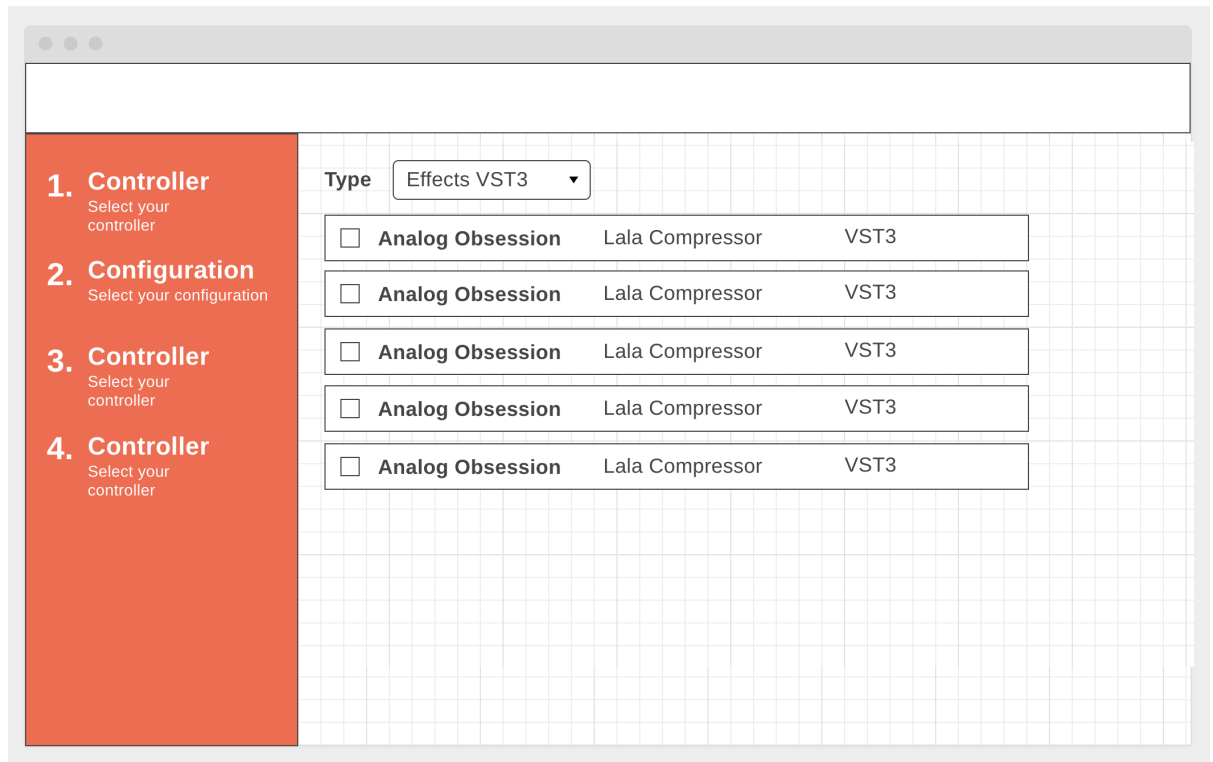 1. Controller
Select your
controller
2. Configuration
Select your configuration
3. Controller
Select your
controller
4. Controller
Select your
controller
Type Effects VST3
Analog Obsession Lala Compressor VST3
Analog Obsession Lala Compressor VST3
Analog Obsession Lala Compressor VST3
Analog Obsession Lala Compressor VST3
Analog Obsession Lala Compressor VST3